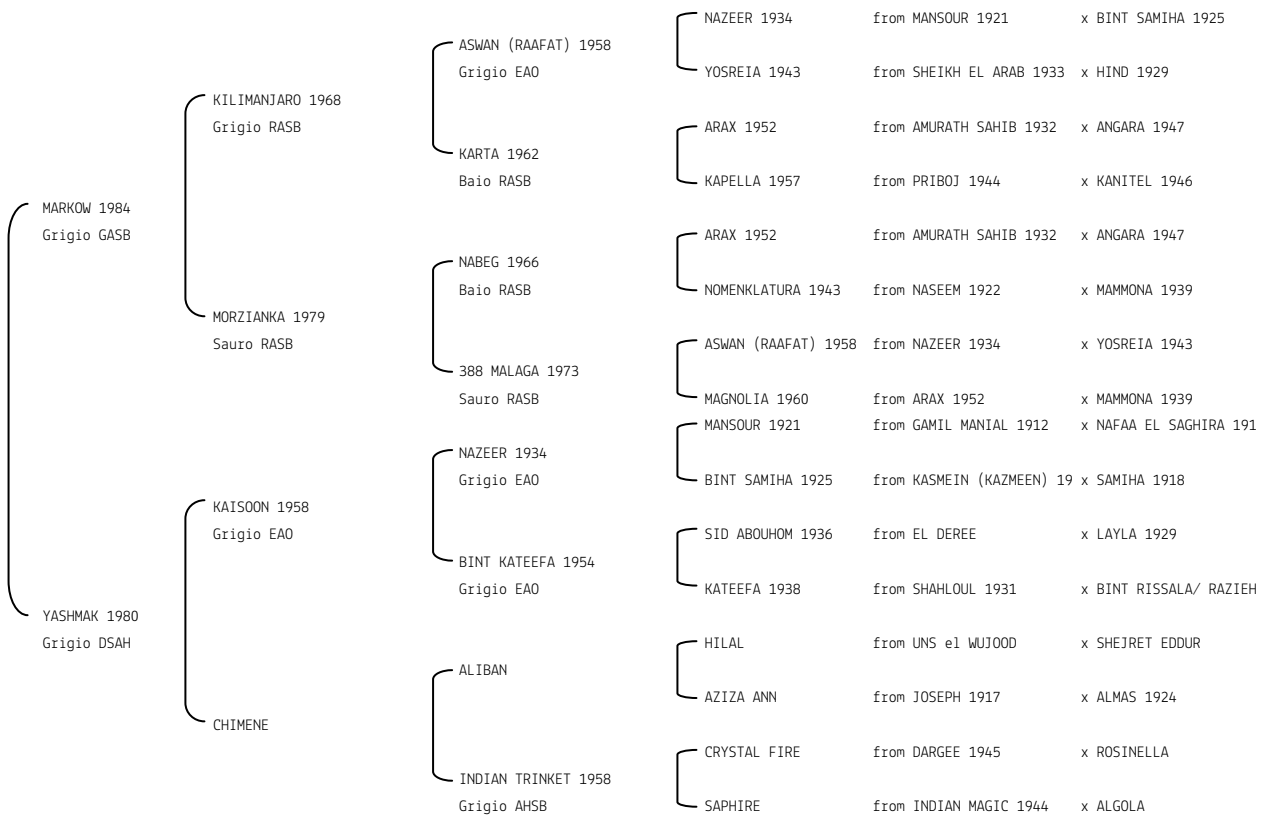 NAZEER 1934 from MANSOUR 1921 x BINT SAMIHA 1925
ASWAN (RAAFAT) 1958
Grigio EAO YOSREIA 1943 from SHEIKH EL ARAB 1933 x HIND 1929
KILIMANJARO 1968
Grigio RASB ARAX 1952 from AMURATH SAHIB 1932 x ANGARA 1947
KARTA 1962
Baio RASB KAPELLA 1957 from PRIBOJ 1944 x KANITEL 1946
MARKOW 1984
Grigio GASB ARAX 1952 from AMURATH SAHIB 1932 x ANGARA 1947
NABEG 1966
Baio RASB NOMENKLATURA 1943 from NASEEM 1922 x MAMMONA 1939
MORZIANKA 1979
Sauro RASB ASWAN (RAAFAT) 1958 from NAZEER 1934 x YOSREIA 1943
388 MALAGA 1973
Sauro RASB MAGNOLIA 1960 from ARAX 1952 x MAMMONA 1939
MANSOUR 1921 from GAMIL MANIAL 1912 x NAFAA EL SAGHIRA 191
NAZEER 1934
Grigio EAO BINT SAMIHA 1925 from KASMEIN (KAZMEEN) 19 x SAMIHA 1918
KAISOON 1958
Grigio EAO SID ABOUHOM 1936 from EL DEREE x LAYLA 1929
BINT KATEEFA 1954
Grigio EAO KATEEFA 1938 from SHAHLOUL 1931 x BINT RISSALA/ RAZIEH
YASHMAK 1980
Grigio DSAH HILAL from UNS el WUJOOD x SHEJRET EDDUR
ALIBAN
AZIZA ANN from JOSEPH 1917 x ALMAS 1924
CHIMENE
CRYSTAL FIRE from DARGEE 1945 x ROSINELLA
INDIAN TRINKET 1958
Grigio AHSB SAPHIRE from INDIAN MAGIC 1944 x ALGOLA